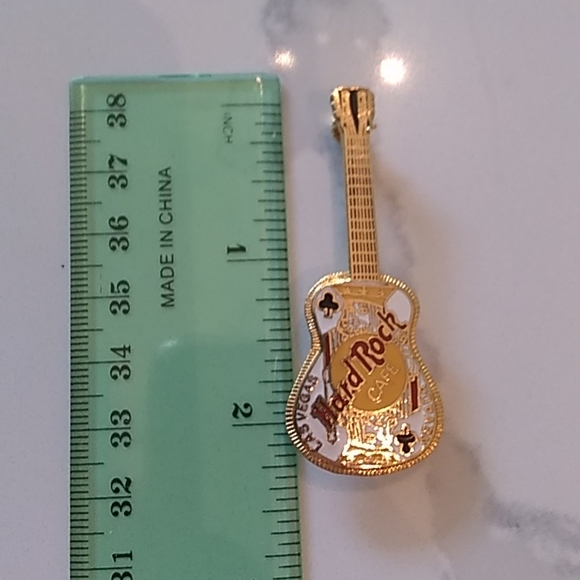 38
37
36
35
34
33
32
31
MADE IN CHINA
INCH
1
2
Hard Rock
CAFE
LAS VEGAS